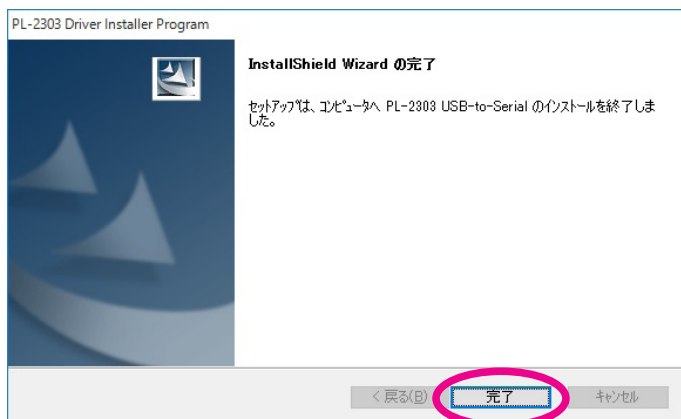 PL-2303 Driver Installer Program
InstallShield Wizard の完了
セットアップは、コンピュータへ PL-2303 USB-to-Serial のインストールを終了しま
した。
< 戻る(B)
完了
キャンセル